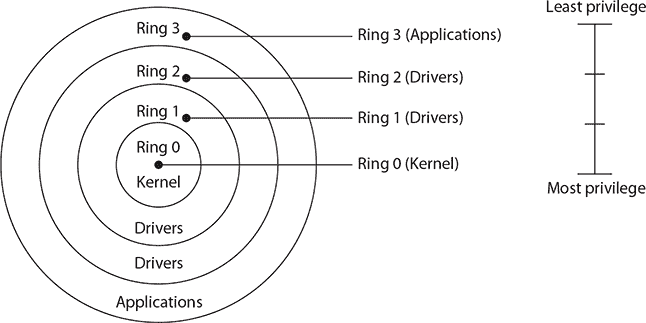 Ring 3
Ring 2
Ring 1
Ring 0
Kernel
Drivers
Drivers
Applications
Ring 3 (Applications)
Ring 2 (Drivers)
Ring 1 (Drivers)
Ring 0 (Kernel)
Least privilege
Most privilege